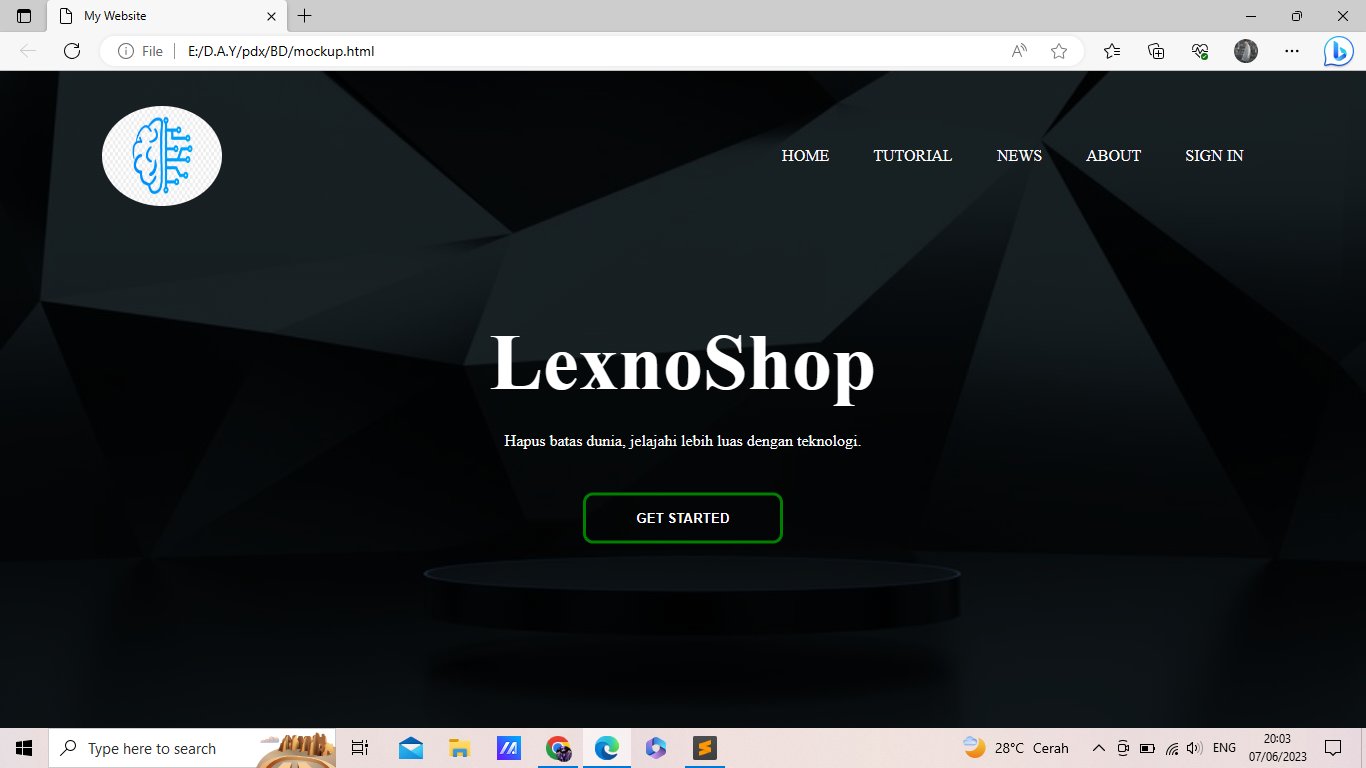 My Website
File
E:/D.A.Y/pdx/BD/mockup.html
HOME TUTORIAL NEWS ABOUT SIGN IN
LexnoShop
Hapus batas dunia, jelajahi lebih luas dengan teknologi.
GET STARTED
Type here to search
28°C Cerah
ENG
20:03
07/06/2023